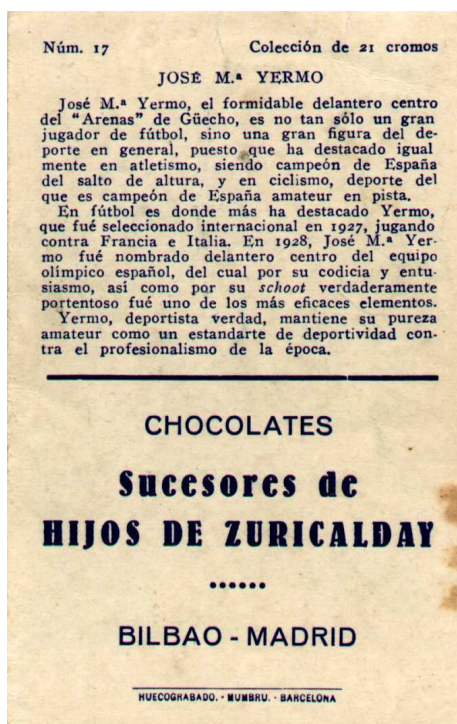 Núm. 17 Colección de 21 cromos
JOSÉ M.ª YERMO
José M.ª Yermo, el formidable delantero centro
del "Arenas" de Güecho, es no tan sólo un gran
jugador de fútbol, sino una gran figura del de-
porte en general, puesto que ha destacado igual
mente en atletismo, siendo campeón de España
del salto de altura, y en ciclismo, deporte del
que es campeón de España amateur en pista.
En fútbol es donde más ha destacado Yermo,
que fué seleccionado internacional en 1927, jugando
contra Francia e Italia. En 1928, José M.ª Yer-
mo fué nombrado delantero centro del equipo
olímpico español, del cual por su codicia y entu-
siasmo, así como por su schoot verdaderamente
portentoso fué uno de los más eficaces elementos.
Yermo, deportista verdad, mantiene su pureza
amateur como un estandarte de deportividad con-
tra el profesionalismo de la época.
CHOCOLATES
Sucesores de
HIJOS DE ZURICALDAY
......
BILBAO - MADRID
HUECOGRABADO. - MUMBRU. - BARCELONA